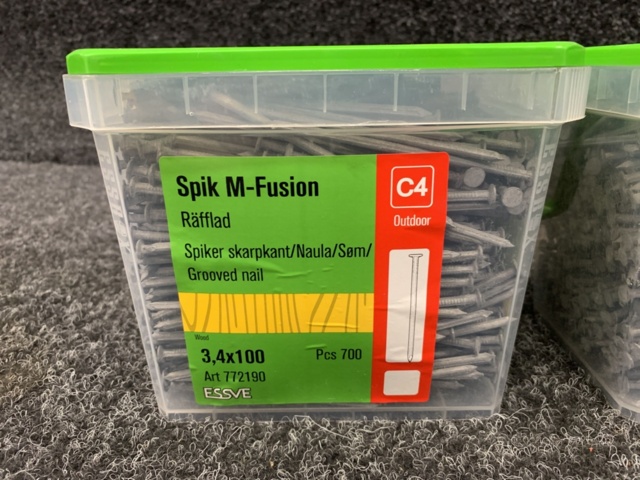 Spik M-Fusion
Räfflad
Spiker skarpkant/Naula/Søm/
Grooved nail
Wood
3,4x100 Pcs 700
Art 772190
ESSVE
C4
Outdoor